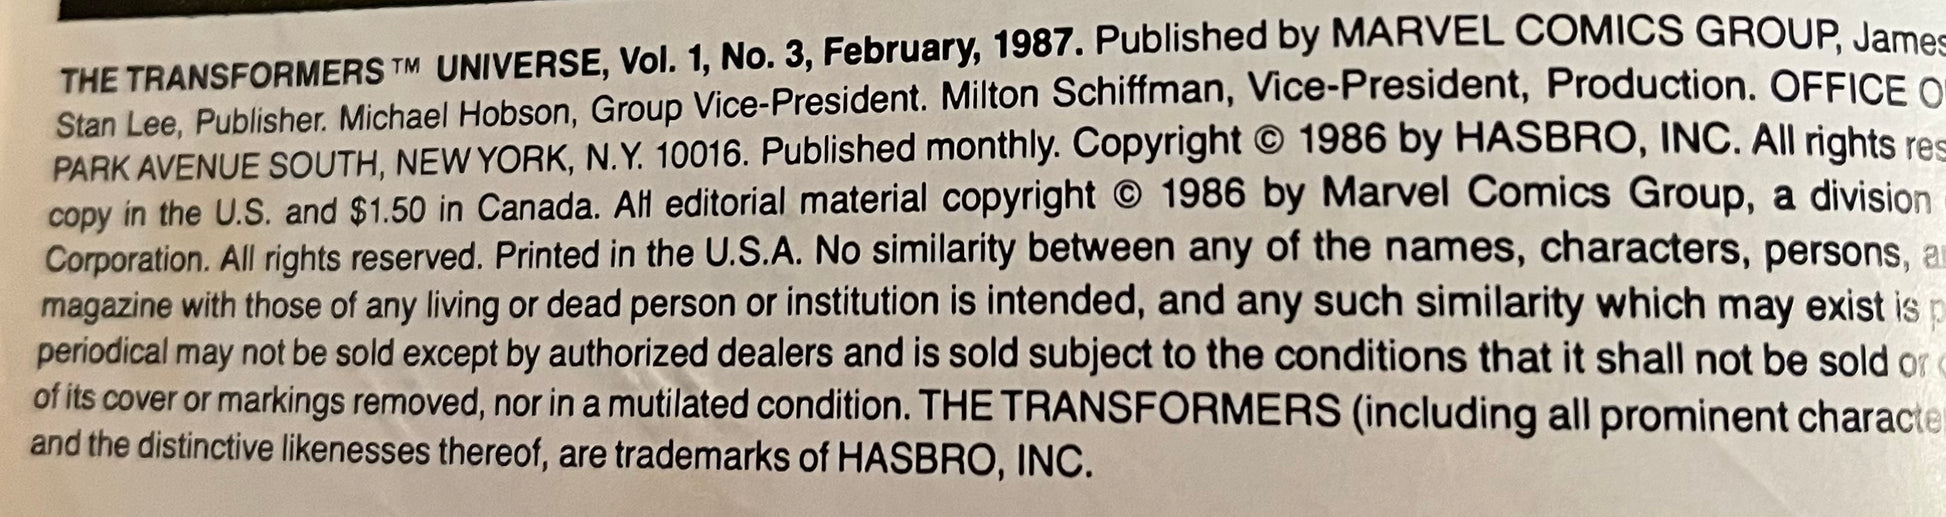 THE TRANSFORMERS™ UNIVERSE, Vol. 1, No. 3, February, 1987. Published by MARVEL COMICS GROUP, James
Stan Lee, Publisher. Michael Hobson, Group Vice-President. Milton Schiffman, Vice-President, Production. OFFICE
PARK AVENUE SOUTH, NEW YORK, N.Y. 10016. Published monthly. Copyright © 1986 by HASBRO, INC. All rights res
copy in the U.S. and $1.50 in Canada. All editorial material copyright © 1986 by Marvel Comics Group, a division
Corporation. All rights reserved. Printed in the U.S.A. No similarity between any of the names, characters, persons,
magazine with those of any living or dead person or institution is intended, and any such similarity which may exist is
periodical may not be sold except by authorized dealers and is sold subject to the conditions that it shall not be sold or
of its cover or markings removed, nor in a mutilated condition. THE TRANSFORMERS (including all prominent characte
and the distinctive likenesses thereof, are trademarks of HASBRO, INC.